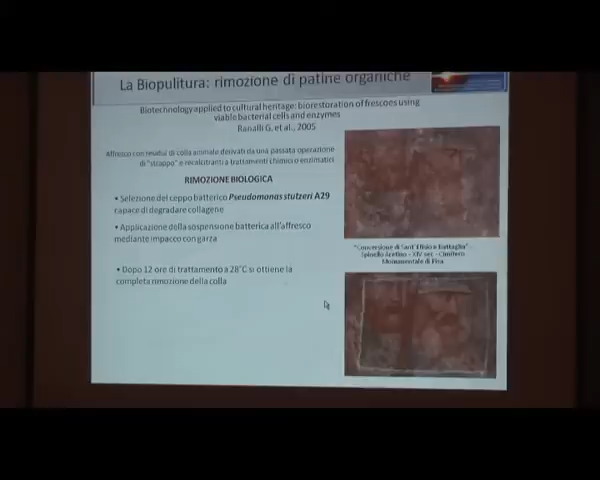 La Biopulitura: rimozione di patine organiche
Biotechnology applied to cultural heritage: biorestoration of frescoes using
viable bacterial cells and enzymes
Ranalli G. et al., 2005
Affresco con residui di colla animale derivati da una passata operazione
di "strappo" e recalcitranti a trattamenti chimici o enzimatici
RIMOZIONE BIOLOGICA
• Selezione del ceppo batterico Pseudomonas stutzeri A29
capace di degradare collagene
• Applicazione della sospensione batterica all'affresco
mediante impacco con garza
• Dopo 12 ore di trattamento a 28°C si ottiene la
completa rimozione della colla
"Conversione di Sant'Efisio e Battaglia" -
Spinello Aretino - XIV sec - Cimitero
Monumentale di Pisa